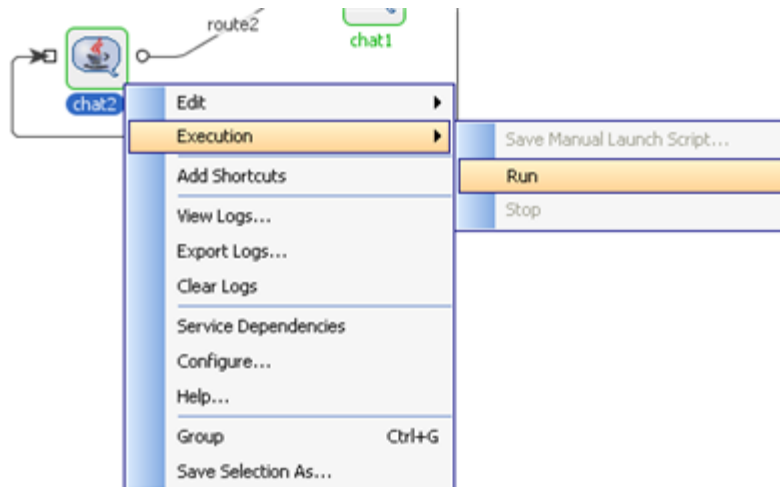 route2
chat1
chat2
Edit
Execution
Save Manual Launch Script...
Run
Stop
Add Shortcuts
View Logs...
Export Logs...
Clear Logs
Service Dependencies
Configure...
Help...
Group Ctrl+G
Save Selection As...